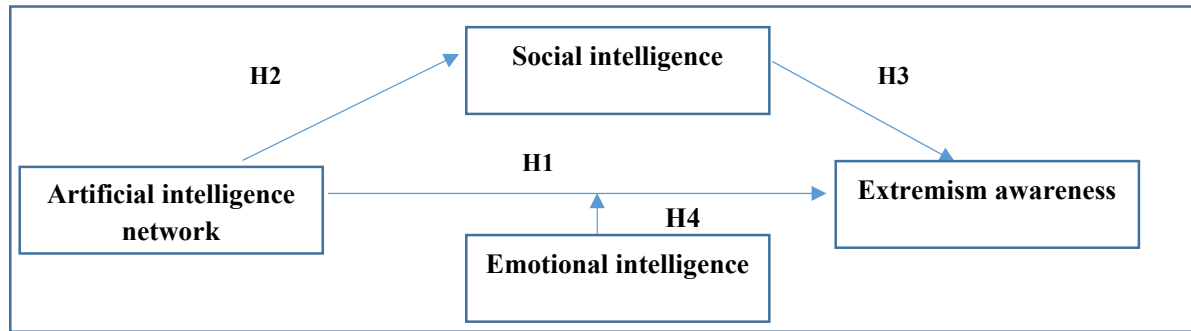 Social intelligence
H2
H3
H1
Artificial intelligence
network
Extremism awareness
H4
Emotional intelligence